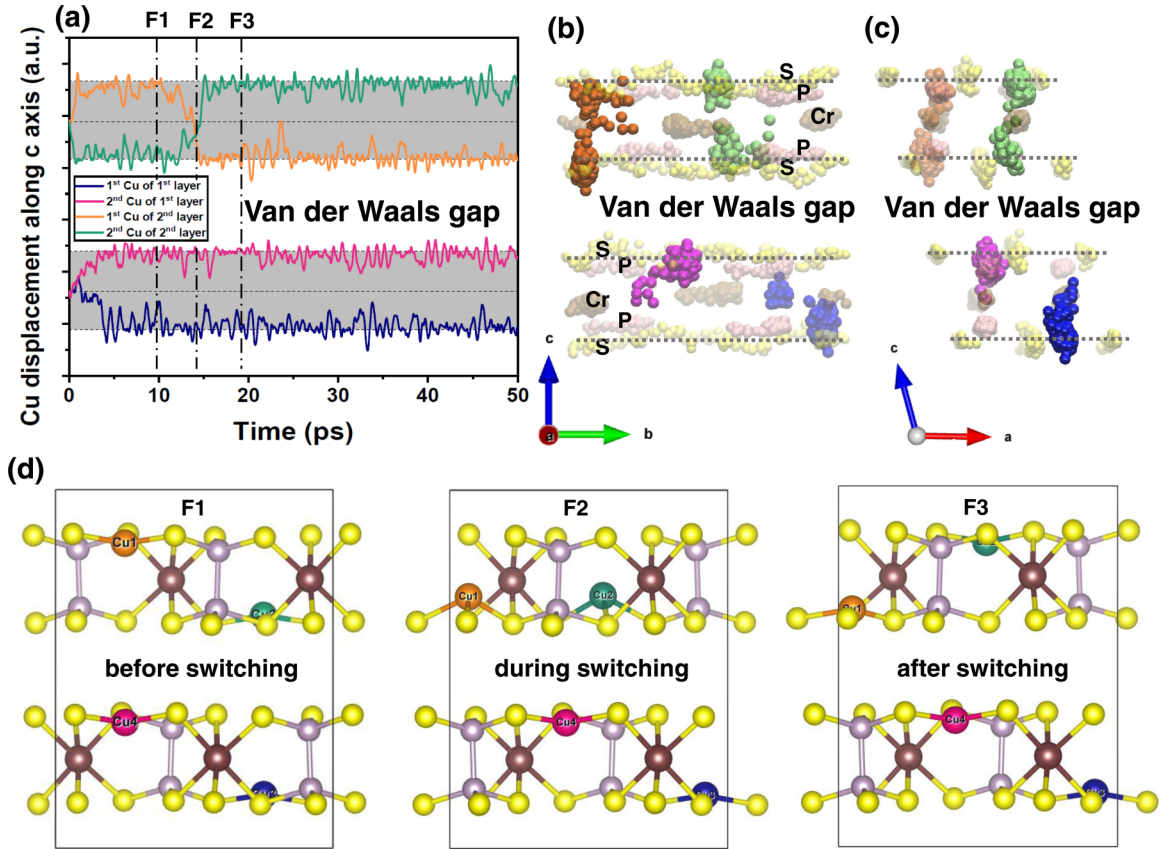 (a)
F1 F2 F3
Cu displacement along c axis (a.u.)
1st Cu of 1st layer
2nd Cu of 1st layer
1st Cu of 2nd layer
2nd Cu of 2nd layer
Van der Waals gap
0 10 20 30 40 50
Time (ps)
(b)
S
P
Cr
P
S
Van der Waals gap
S
P
Cr
P
S
c
a
b
(c)
Van der Waals gap
c
a
(d)
F1
Cu1
Cu2
before switching
Cu4
F2
Cu1
Cu2
during switching
Cu4
F3
Cu1
after switching
Cu4
Cu3